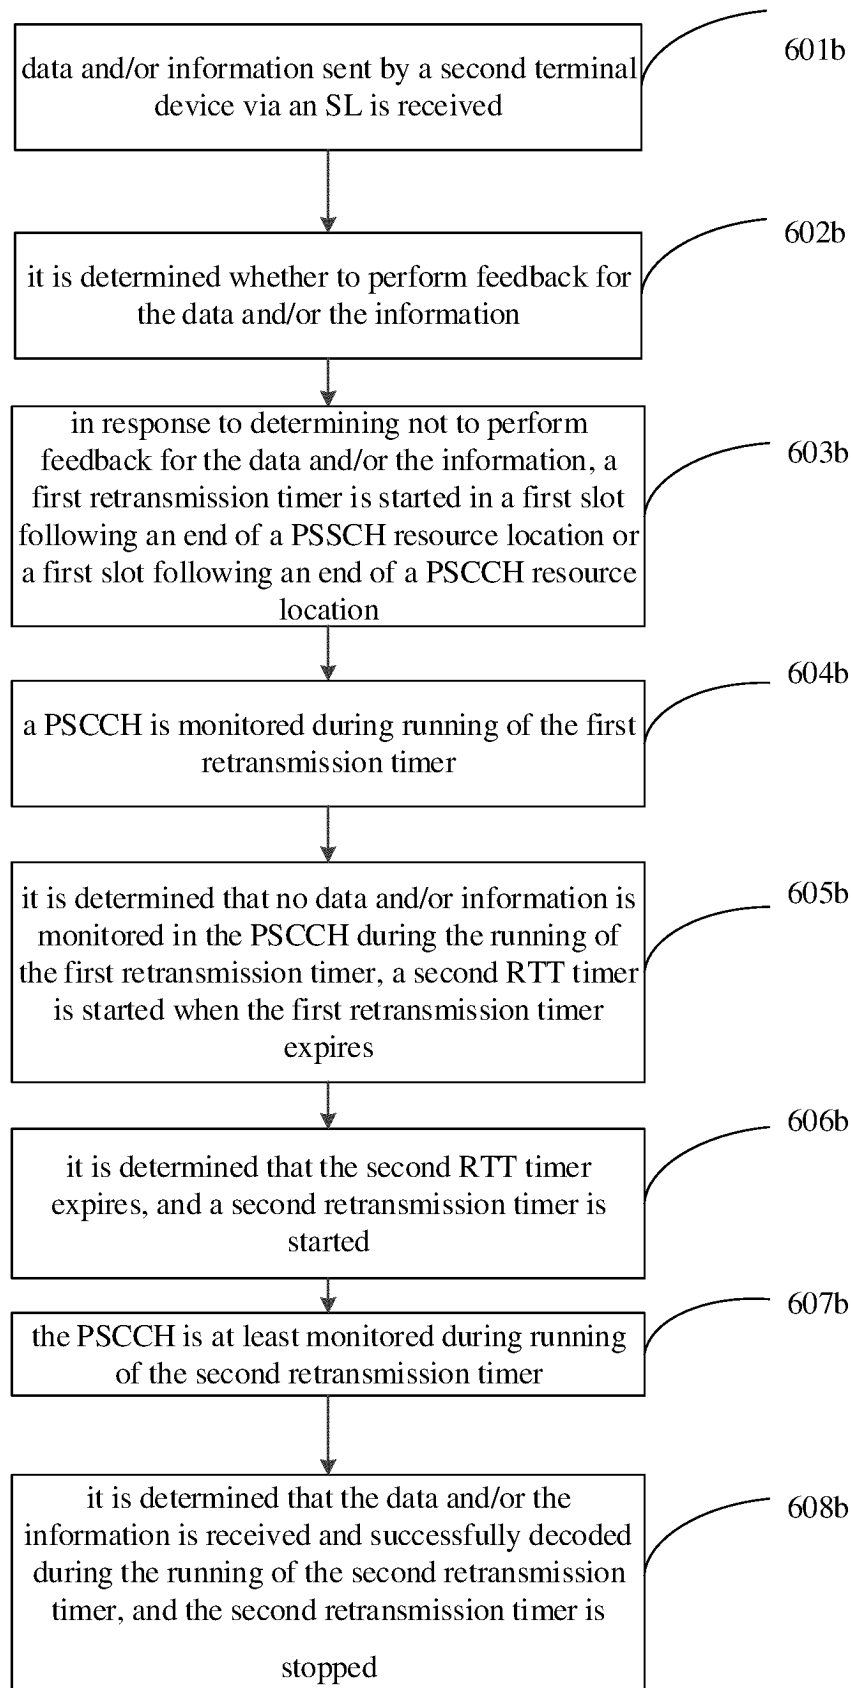 601b
data and/or information sent by a second terminal
device via an SL is received
602b
it is determined whether to perform feedback for
the data and/or the information
603b
in response to determining not to perform
feedback for the data and/or the information, a
first retransmission timer is started in a first slot
following an end of a PSSCH resource location or
a first slot following an end of a PSCCH resource
location
604b
a PSCCH is monitored during running of the first
retransmission timer
605b
it is determined that no data and/or information is
monitored in the PSCCH during the running of
the first retransmission timer, a second RTT timer
is started when the first retransmission timer
expires
606b
it is determined that the second RTT timer
expires, and a second retransmission timer is
started
607b
the PSCCH is at least monitored during running
of the second retransmission timer
608b
it is determined that the data and/or the
information is received and successfully decoded
during the running of the second retransmission
timer, and the second retransmission timer is
stopped